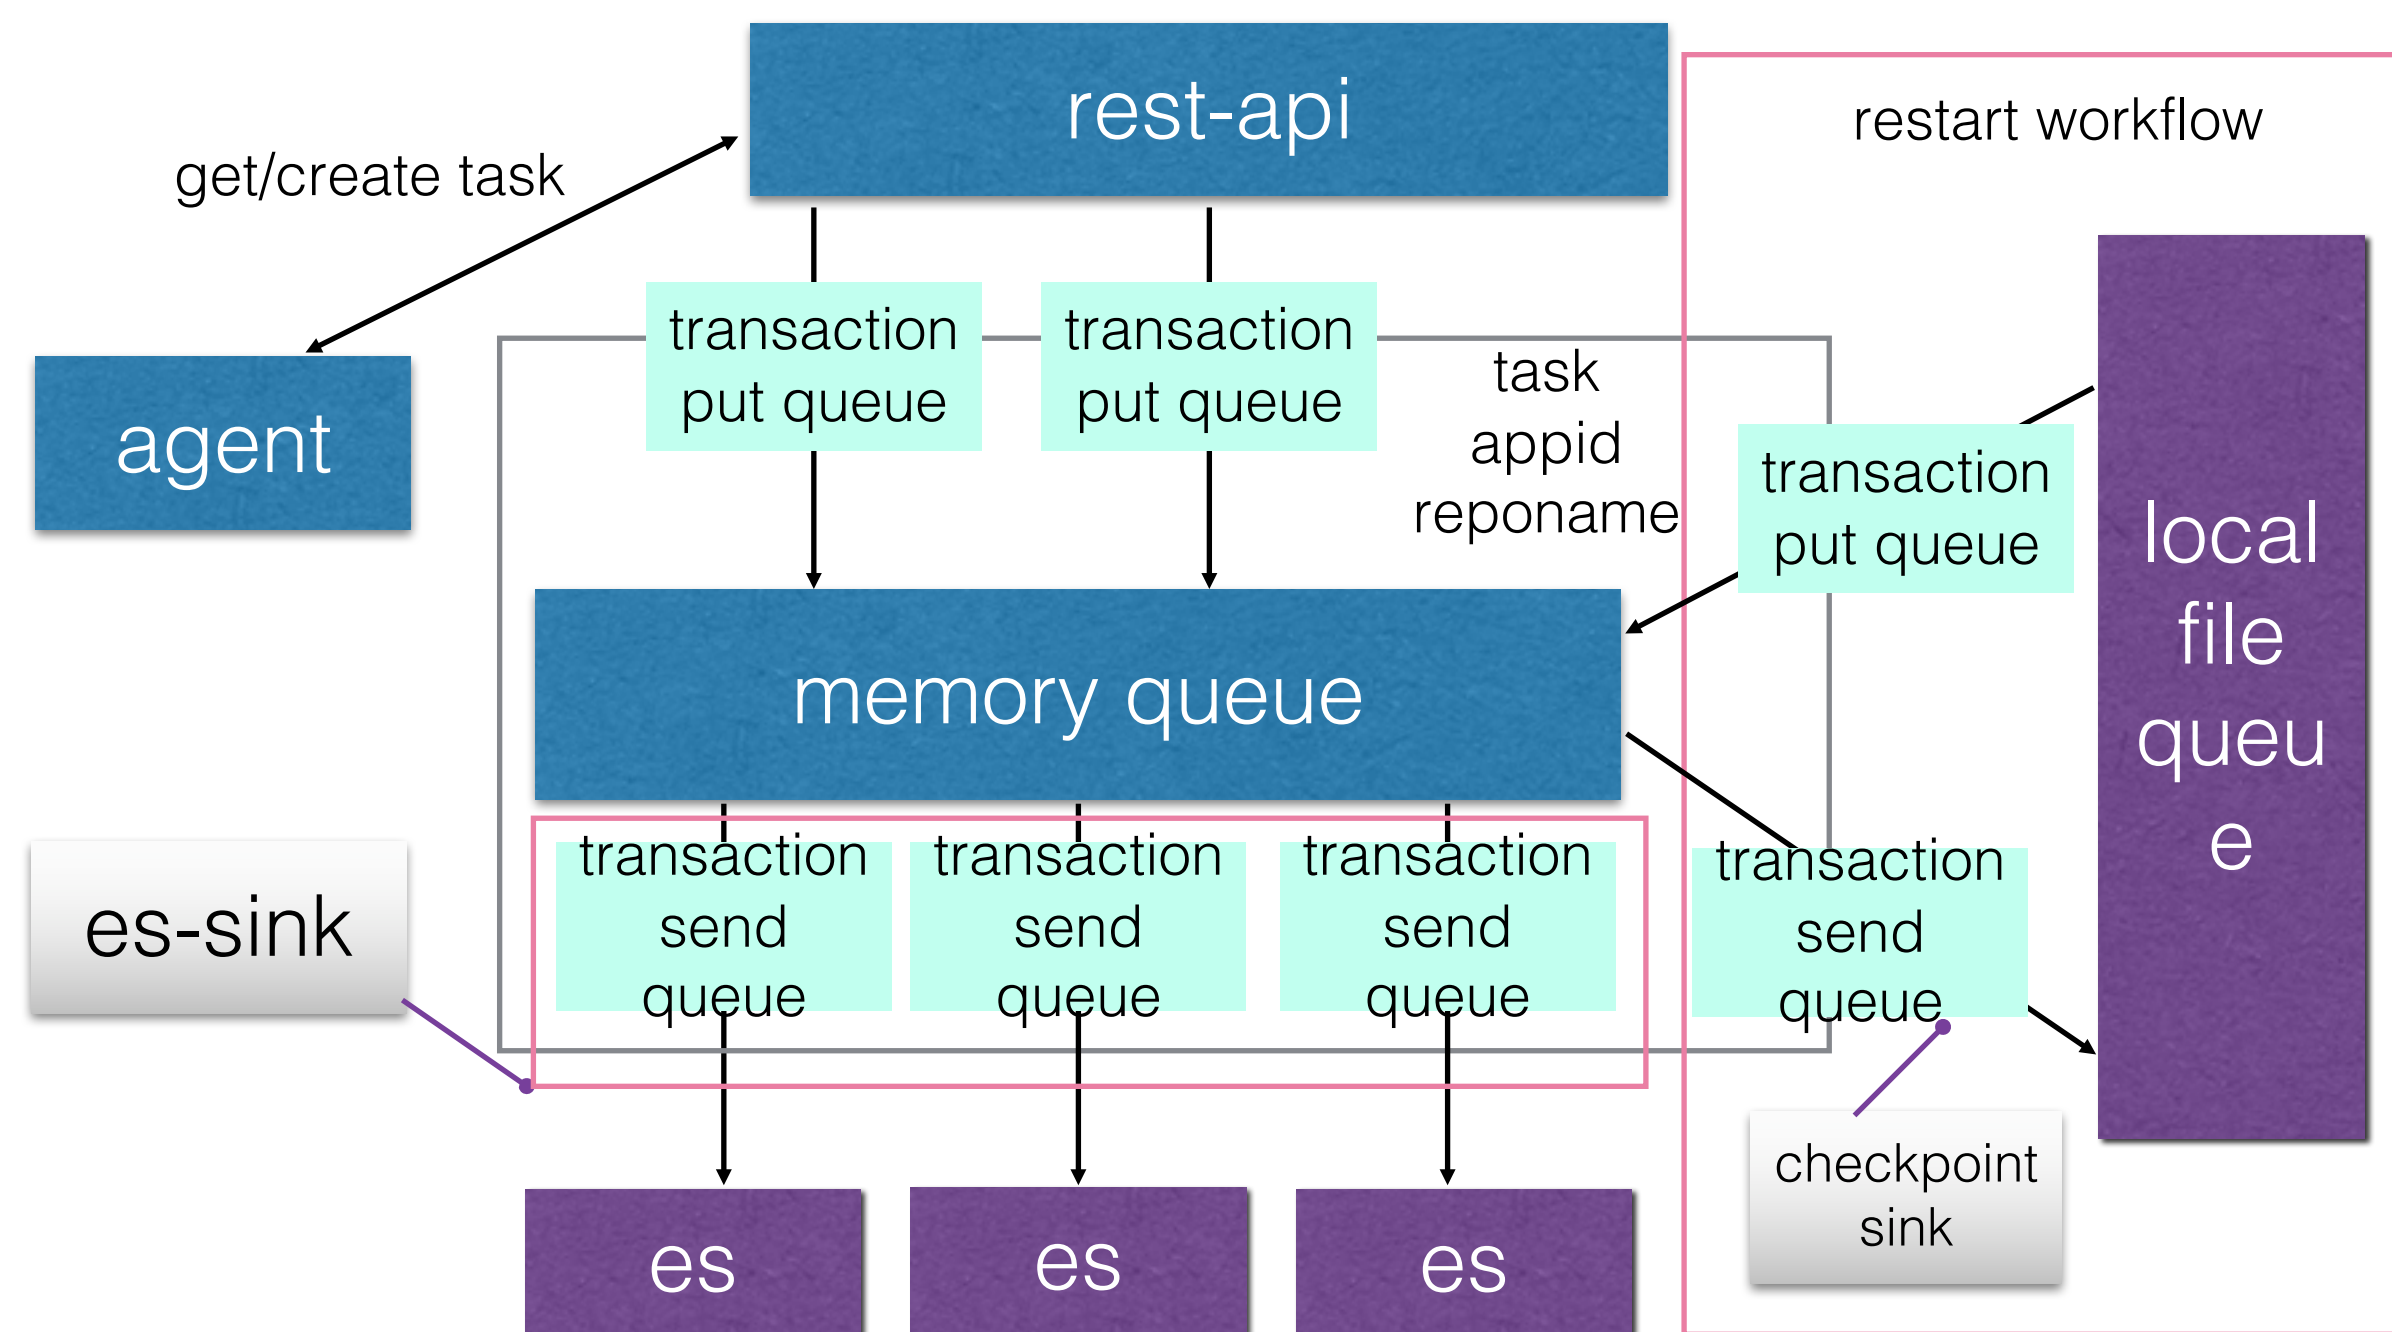 rest-api
restart workflow
get/create task
transaction
put queue
transaction
put queue
task
appid
reponame
agent
transaction
put queue
local
file
queu
e
memory queue
es-sink
transaction
send
queue
transaction
send
queue
transaction
send
queue
transaction
send
queue
checkpoint
sink
es
es
es